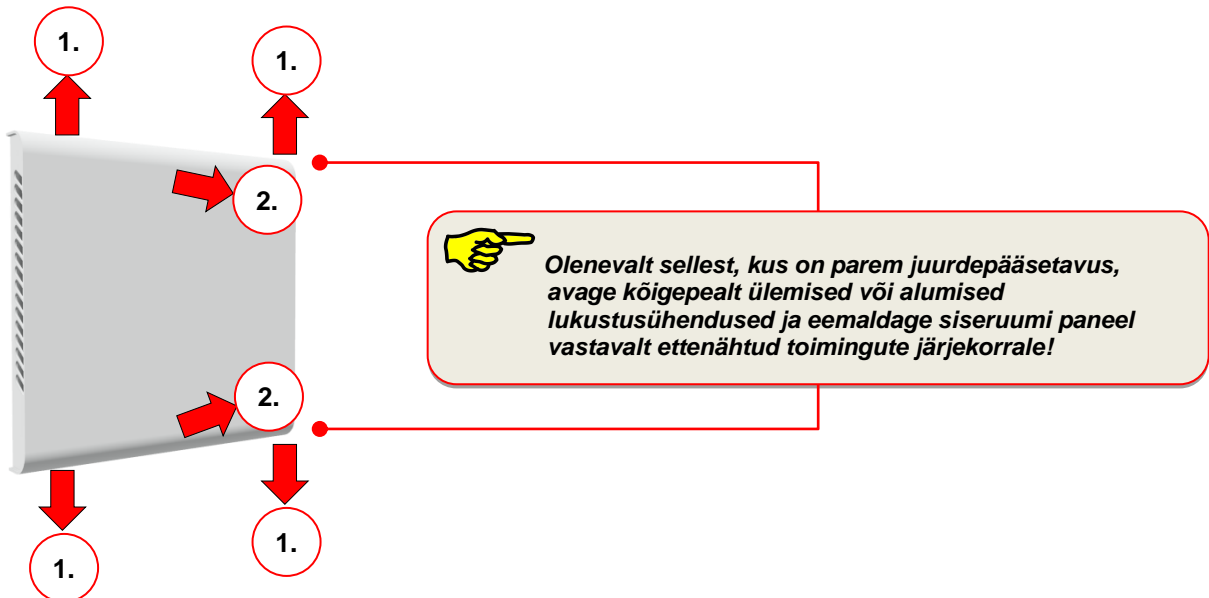 1.
1.
2.
Olenevalt sellest, kus on parem juurdepääsetavus,
avage kõigepealt ülemised või alumised
lukustusühendused ja eemaldage siseruumi paneel
vastavalt ettenähtud toimingute järjekorrale!
2.
1.
1.